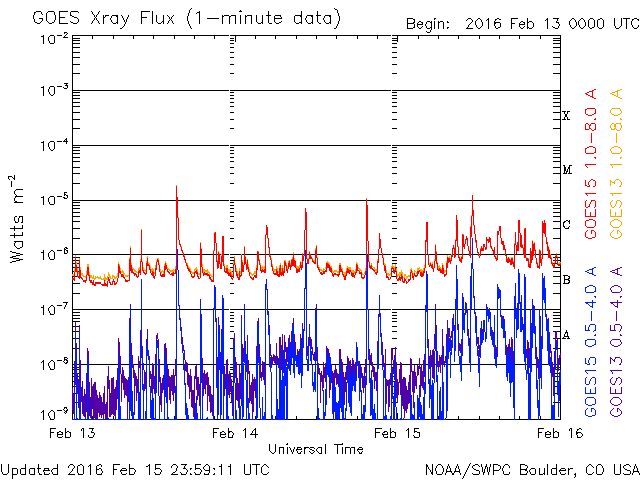 GOES Xray Flux (1-minute data)
Begin: 2016 Feb 13 0000 UTC
10-2
10-3
10-4
10-5
10-6
10-7
10-8
10-9
Watts m-2
X
M
C
B
A
GOES15 1.0-8.0 A
GOES13 1.0-8.0 A
GOES15 0.5-4.0 A
GOES13 0.5-4.0 A
Feb 13
Feb 14
Feb 15
Feb 16
Universal Time
Updated 2016 Feb 15 23:59:11 UTC
NOAA/SWPC Boulder, CO USA